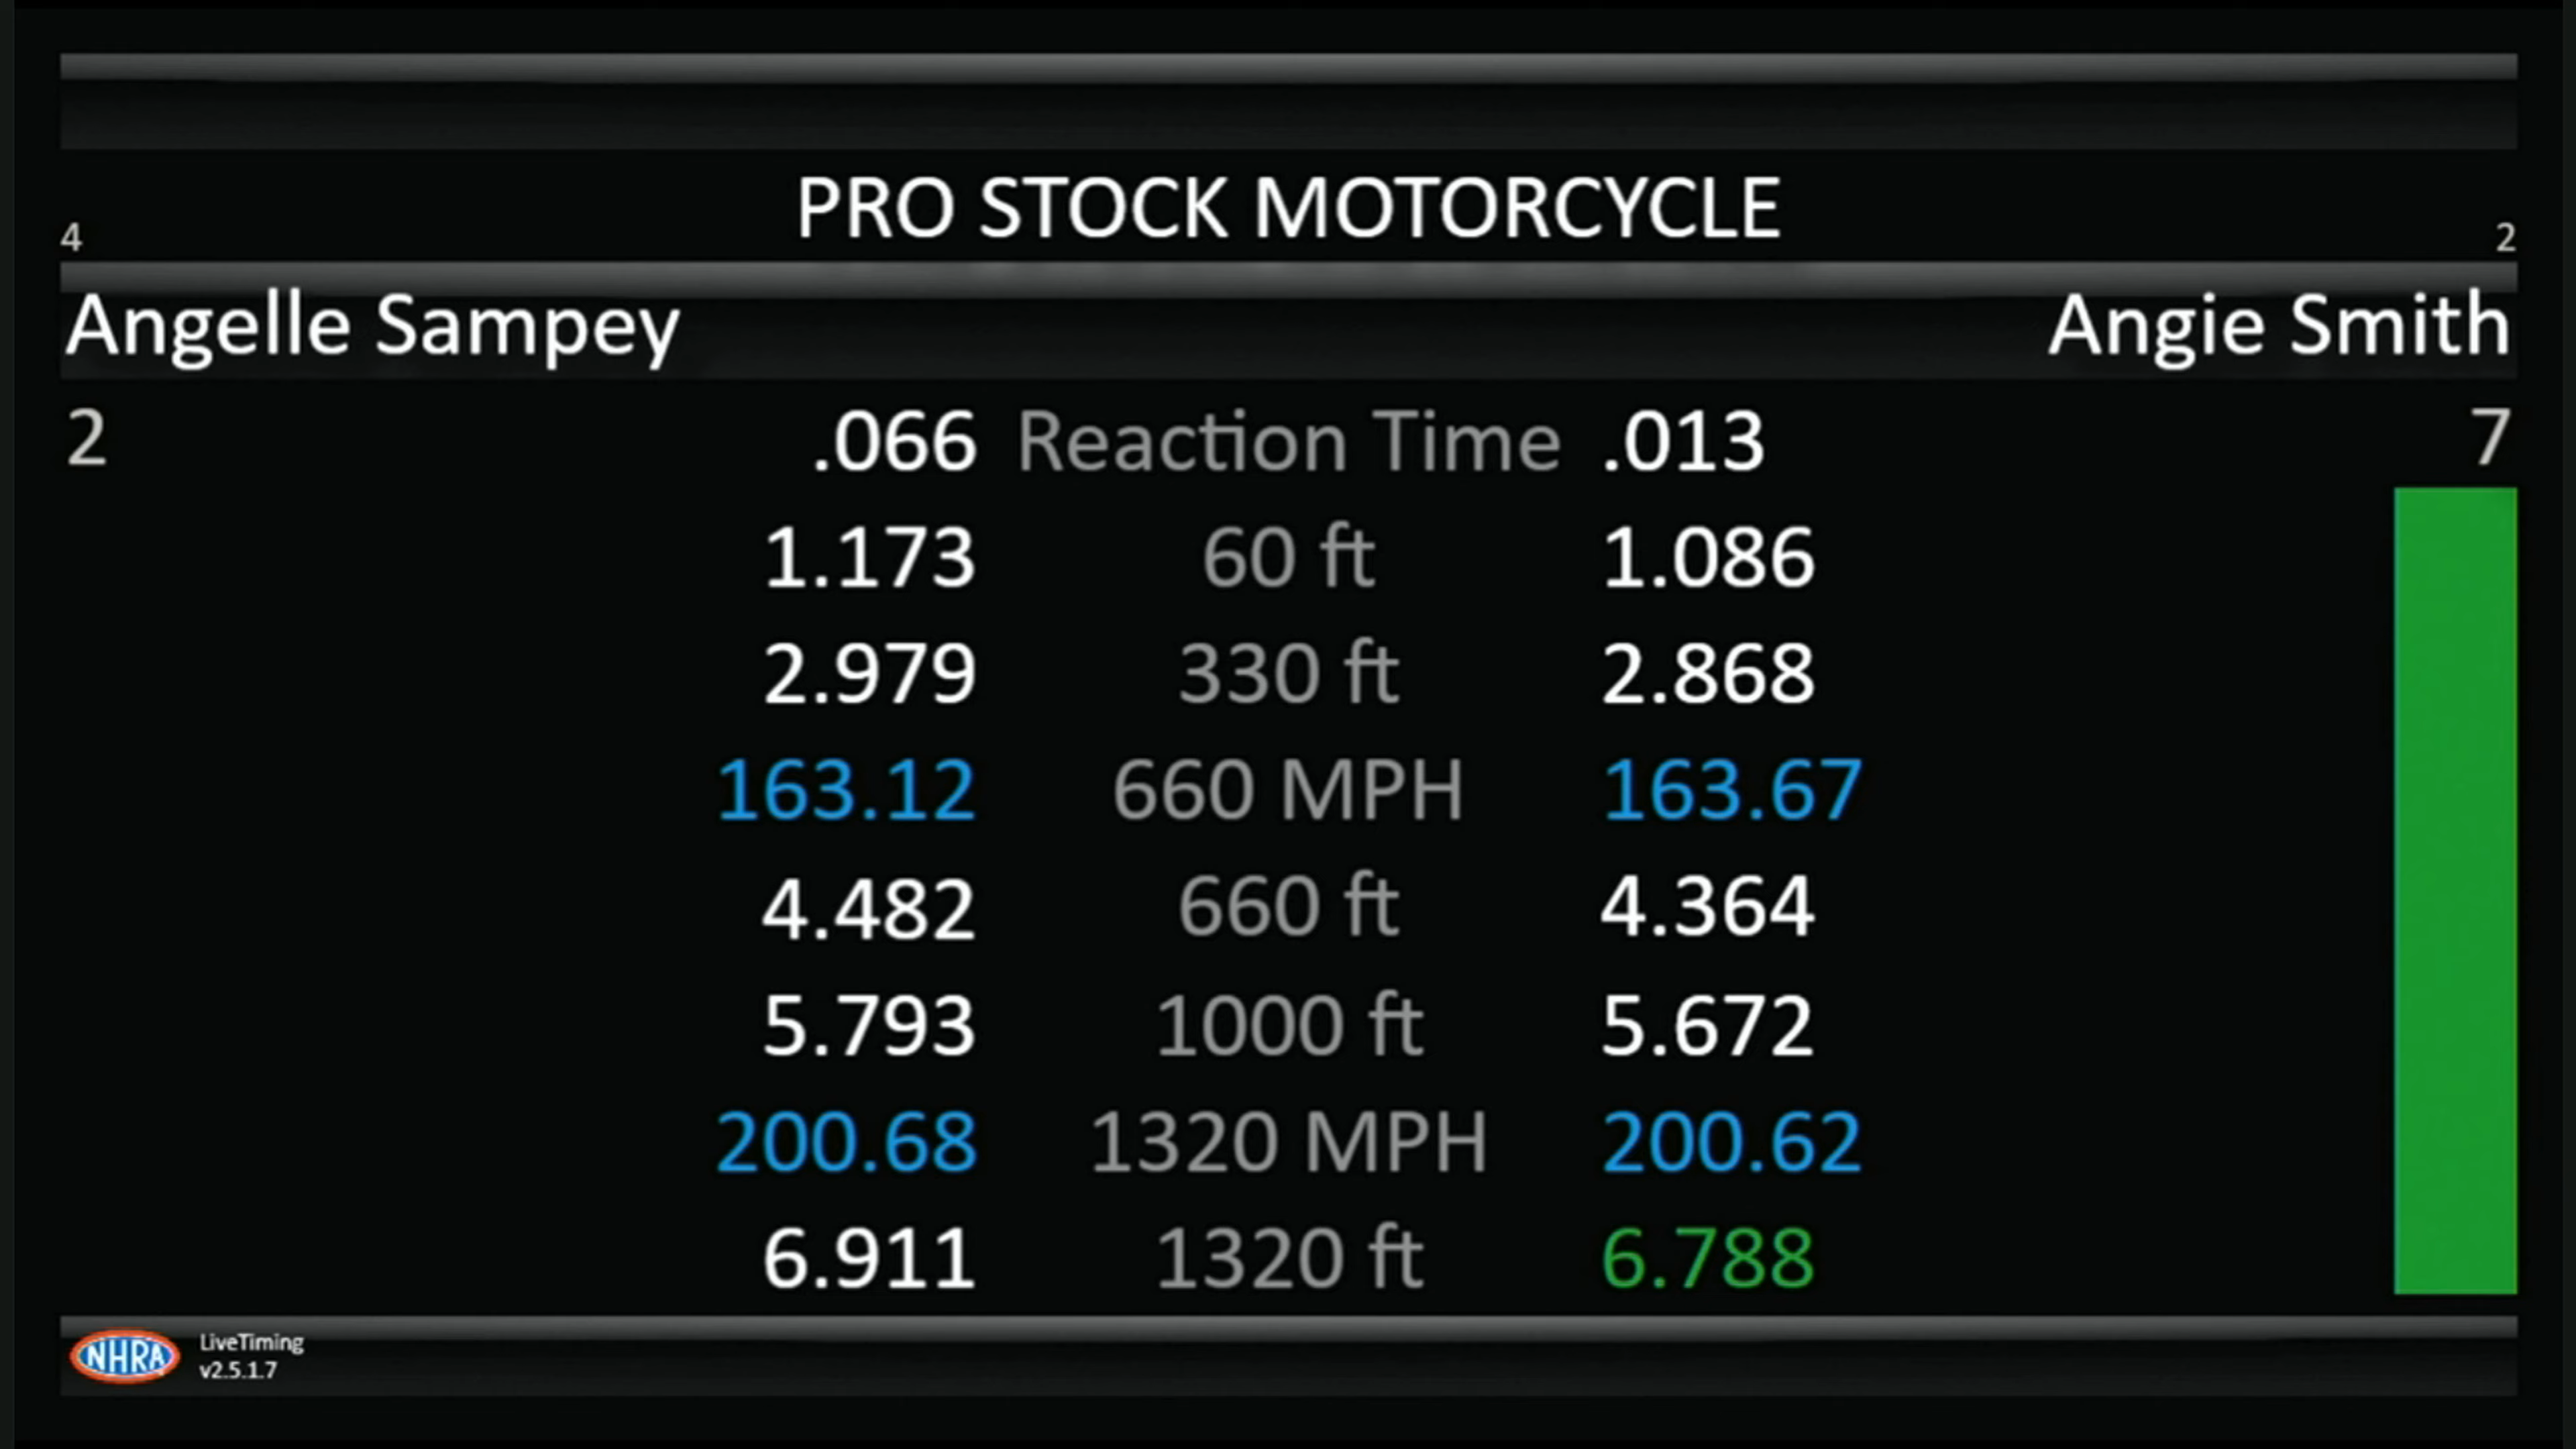 PRO STOCK MOTORCYCLE
4 2
Angelle Sampey Angie Smith
2 .066 Reaction Time .013 7
1.173 60 ft 1.086
2.979 330 ft 2.868
163.12 660 MPH 163.67
4.482 660 ft 4.364
5.793 1000 ft 5.672
200.68 1320 MPH 200.62
6.911 1320 ft 6.788
NHRA LiveTiming
v2.5.1.7